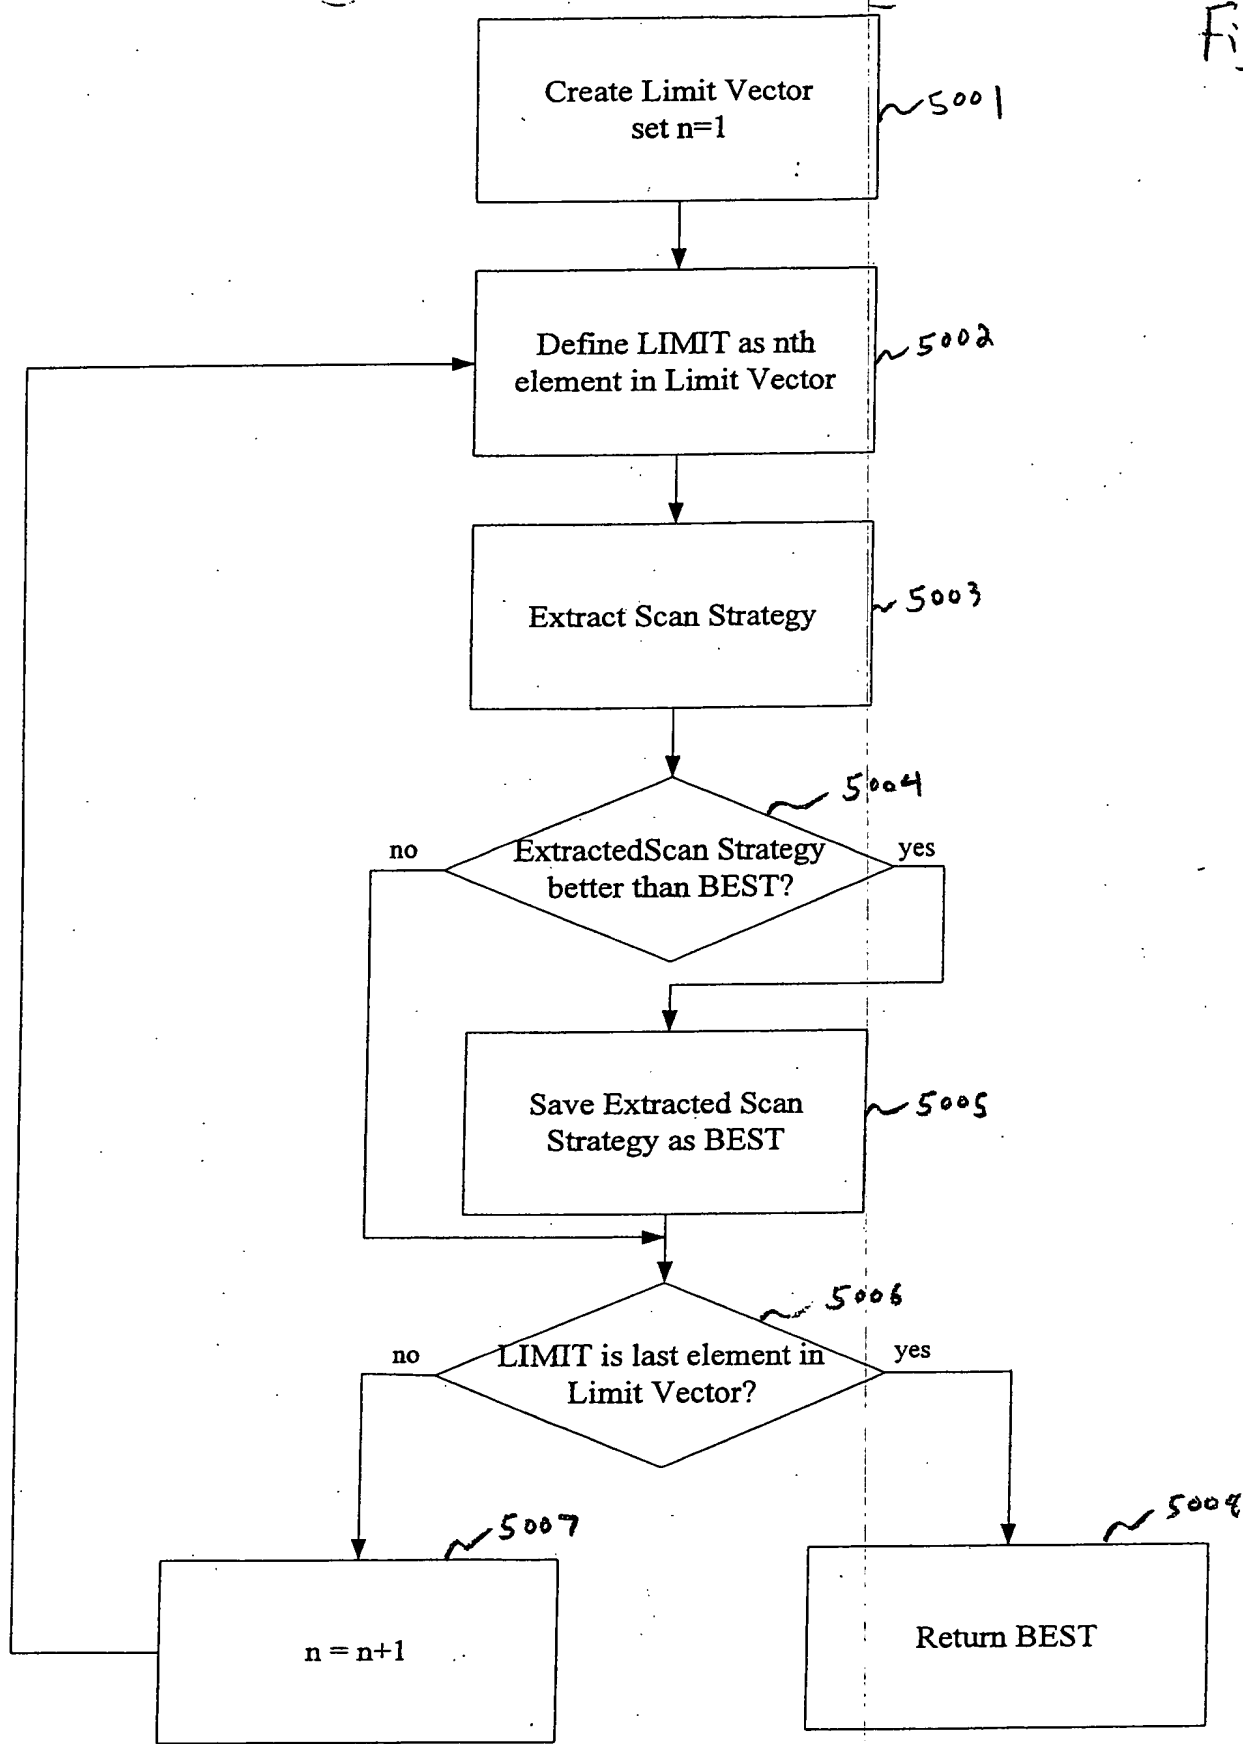 Create Limit Vector
set n=1
5001
Define LIMIT as nth
element in Limit Vector
5002
Extract Scan Strategy
5003
5004
no
ExtractedScan Strategy
better than BEST?
yes
Save Extracted Scan
Strategy as BEST
5005
5006
no
LIMIT is last element in
Limit Vector?
yes
5007
n = n+1
Return BEST